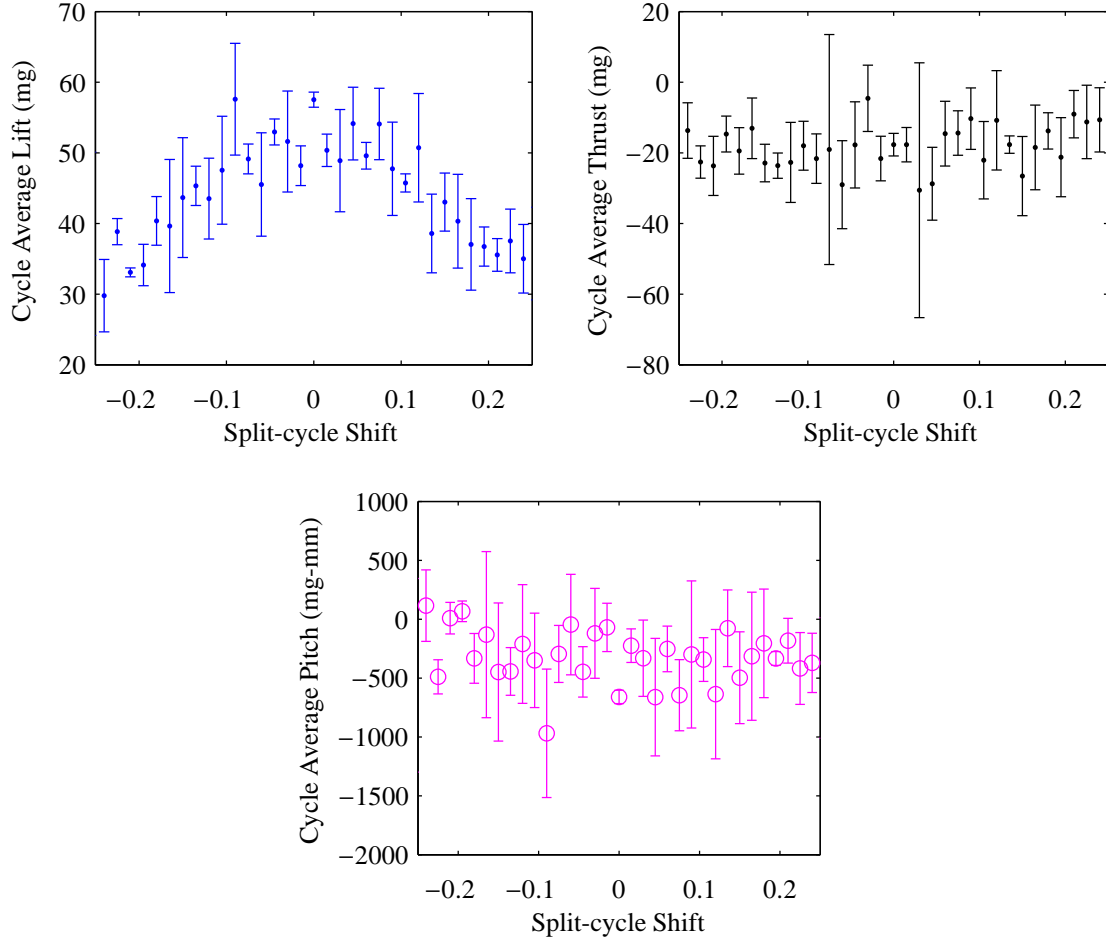 70
60
50
40
30
20
−0.2 −0.1 0 0.1 0.2
Split-cycle Shift
Cycle Average Lift (mg)
20
0
−20
−40
−60
−80
−0.2 −0.1 0 0.1 0.2
Split-cycle Shift
Cycle Average Thrust (mg)
1000
500
0
−500
−1000
−1500
−2000
−0.2 −0.1 0 0.1 0.2
Split-cycle Shift
Cycle Average Pitch (mg-mm)